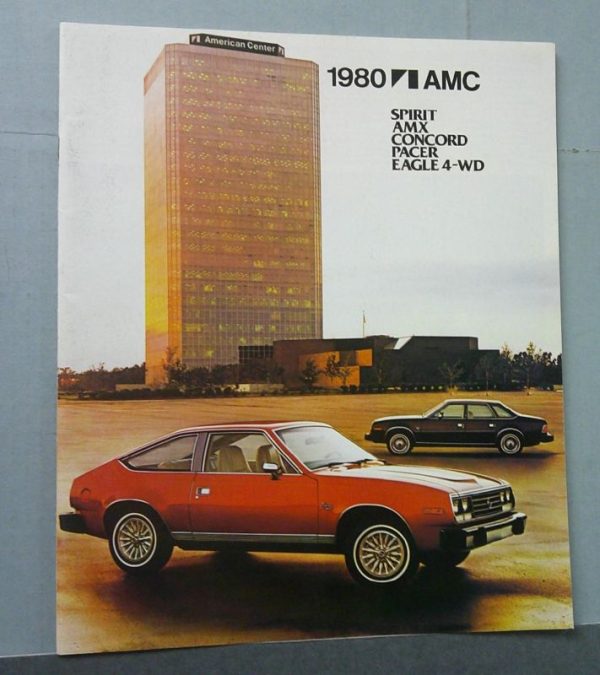 American Center
1980 AMC
SPIRIT
AMX
CONCORD
PACER
EAGLE 4-WD